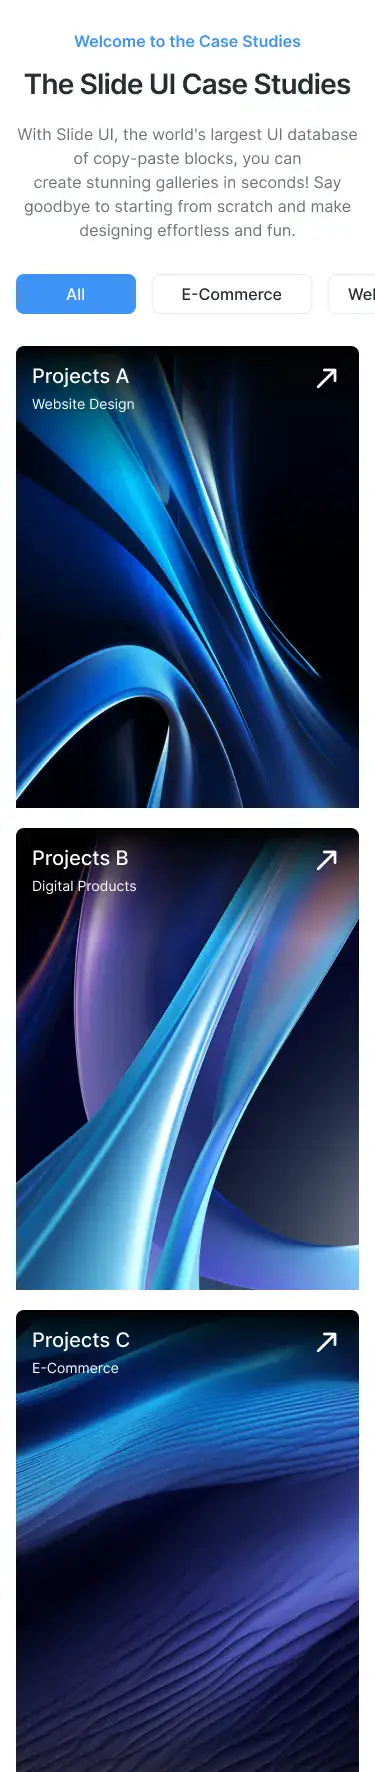 Welcome to the Case Studies
The Slide UI Case Studies
With Slide UI, the world's largest UI database
of copy-paste blocks, you can
create stunning galleries in seconds! Say
goodbye to starting from scratch and make
designing effortless and fun.
All
E-Commerce
Projects A
Website Design
Projects B
Digital Products
Projects C
E-Commerce